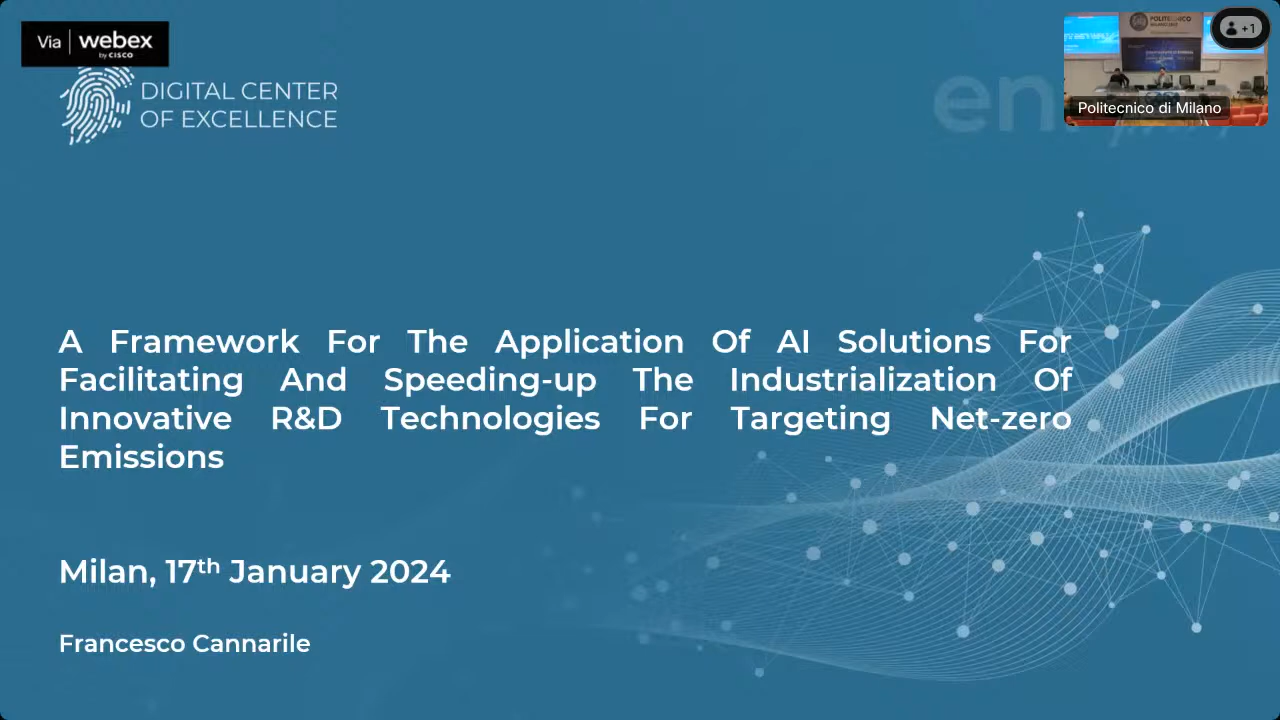 Via webex
by CISCO
DIGITAL CENTER
OF EXCELLENCE
en
POLITECNICO
+1
Politecnico di Milano
A Framework For The Application Of AI Solutions For
Facilitating And Speeding-up The Industrialization Of
Innovative R&D Technologies For Targeting Net-zero
Emissions
Milan, 17th January 2024
Francesco Cannarile